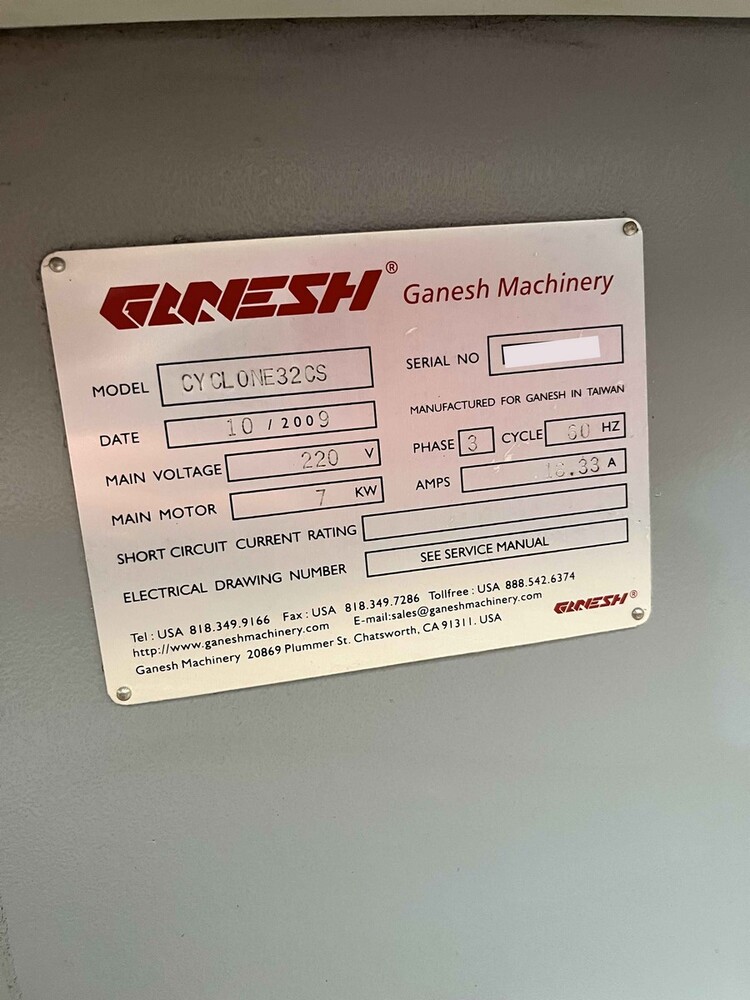 GANESH® Ganesh Machinery
MODEL CYCLONE32CS SERIAL NO
DATE 10 / 2009 MANUFACTURED FOR GANESH IN TAIWAN
MAIN VOLTAGE 220 V PHASE 3 CYCLE 60 HZ
MAIN MOTOR 7 KW AMPS 18.33 A
SHORT CIRCUIT CURRENT RATING
ELECTRICAL DRAWING NUMBER SEE SERVICE MANUAL
Tel : USA 818.349.9166 Fax : USA 818.349.7286 Tollfree : USA 888.542.6374
http://www.ganeshmachinery.com E-mail:sales@ganeshmachinery.com
Ganesh Machinery 20869 Plummer St. Chatsworth, CA 91311. USA
GANESH®